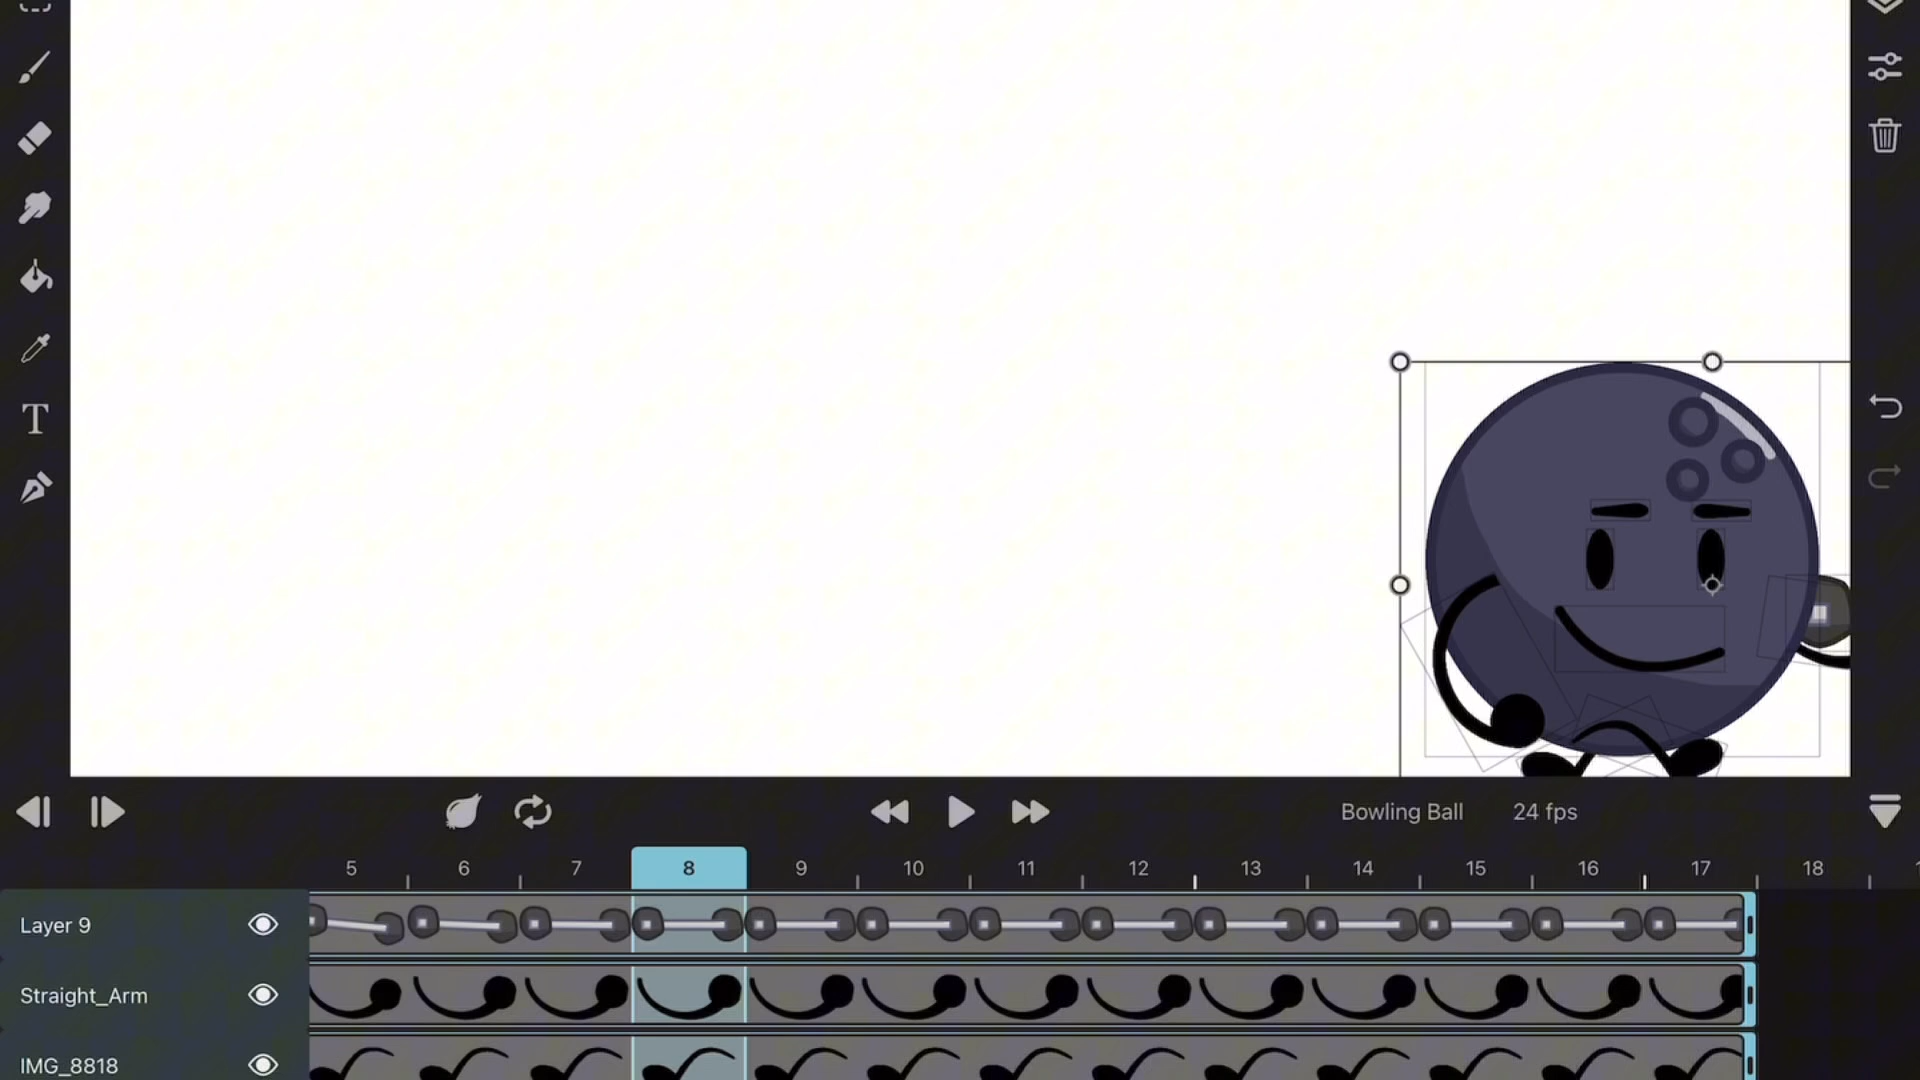 T
Bowling Ball 24 fps
5 6 7 8 9 10 11 12 13 14 15 16 17 18
Layer 9
Straight_Arm
IMG_8818